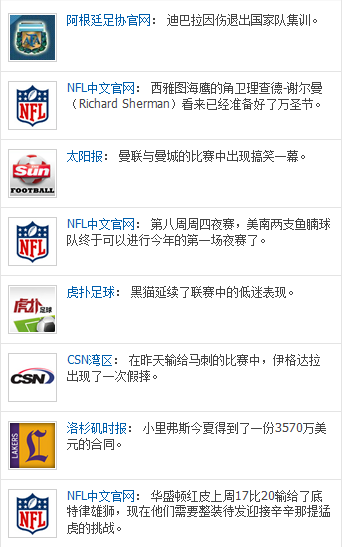 阿根廷足协官网： 迪巴拉因伤退出国家队集训。
NFL中文官网： 西雅图海鹰的角卫理查德-谢尔曼
（Richard Sherman）看来已经准备好了万圣节。
NFL
Sun
FOOTBALL
太阳报： 曼联与曼城的比赛中出现搞笑一幕。
NFL中文官网： 第八周周四夜赛，美南两支鱼腩球
队终于可以进行今年的第一场夜赛了。
NFL
虎扑足球： 黑猫延续了联赛中的低迷表现。
虎扑
足球
CSN湾区： 在昨天输给马刺的比赛中，伊格达拉
出现了一次假摔。
CSN
洛杉矶时报： 小里弗斯今夏得到了一份3570万美
元的合同。
LAKERS
L
NFL中文官网： 华盛顿红皮上周17比20输给了底
特律雄狮，现在他们需要整装待发迎接辛辛那提猛
虎的挑战。
NFL